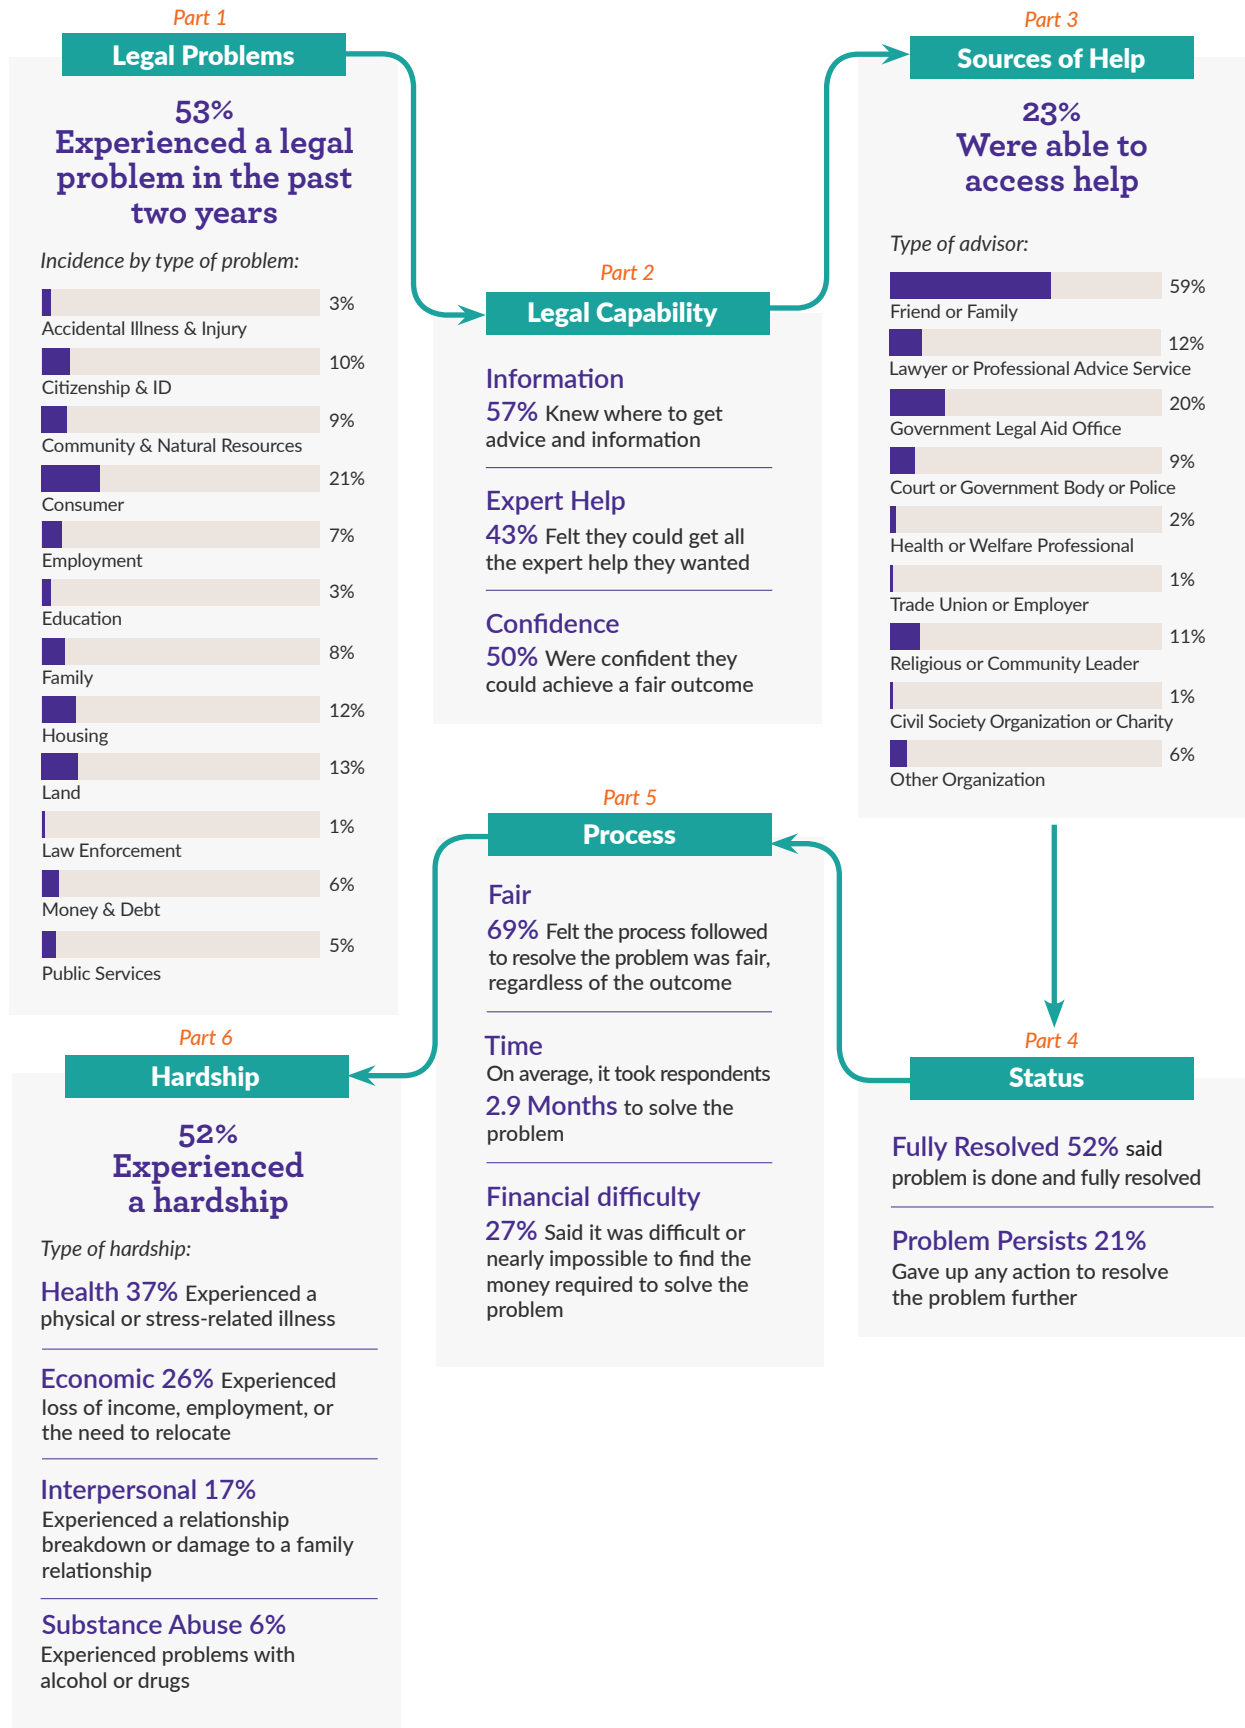 Part 1
Legal Problems
53%
Experienced a legal
problem in the past
two years
Incidence by type of problem:
3%
Accidental Illness & Injury
10%
Citizenship & ID
9%
Community & Natural Resources
21%
Consumer
7%
Employment
3%
Education
8%
Family
12%
Housing
13%
Land
1%
Law Enforcement
6%
Money & Debt
5%
Public Services
Part 2
Legal Capability
Information
57% Knew where to get
advice and information
Expert Help
43% Felt they could get all
the expert help they wanted
Confidence
50% Were confident they
could achieve a fair outcome
Part 3
Sources of Help
23%
Were able to
access help
Type of advisor:
59%
Friend or Family
12%
Lawyer or Professional Advice Service
20%
Government Legal Aid Office
9%
Court or Government Body or Police
2%
Health or Welfare Professional
1%
Trade Union or Employer
11%
Religious or Community Leader
1%
Civil Society Organization or Charity
6%
Other Organization
Part 4
Status
Fully Resolved 52% said
problem is done and fully resolved
Problem Persists 21%
Gave up any action to resolve
the problem further
Part 5
Process
Fair
69% Felt the process followed
to resolve the problem was fair,
regardless of the outcome
Time
On average, it took respondents
2.9 Months to solve the
problem
Financial difficulty
27% Said it was difficult or
nearly impossible to find the
money required to solve the
problem
Part 6
Hardship
52%
Experienced
a hardship
Type of hardship:
Health 37% Experienced a
physical or stress-related illness
Economic 26% Experienced
loss of income, employment, or
the need to relocate
Interpersonal 17%
Experienced a relationship
breakdown or damage to a family
relationship
Substance Abuse 6%
Experienced problems with
alcohol or drugs